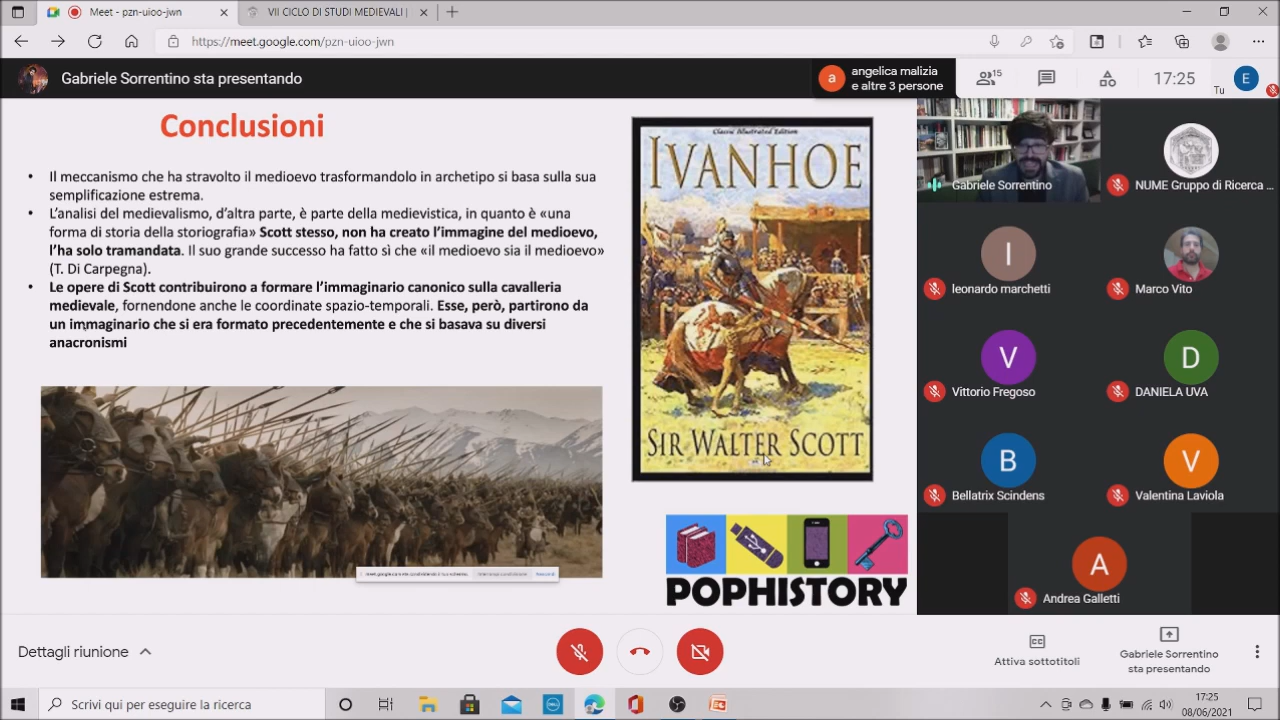 Meet - pzn-uioo-jwn
VII CICLO DI STUDI MEDIEVALI |
https://meet.google.com/pzn-uioo-jwn
Gabriele Sorrentino sta presentando
a
angelica malizia
e altre 3 persone
15
17:25
Tu
E
Conclusioni
• Il meccanismo che ha stravolto il medioevo trasformandolo in archetipo si basa sulla sua
semplificazione estrema.
• L'analisi del medievalismo, d'altra parte, è parte della medievistica, in quanto è «una
forma di storia della storiografia» Scott stesso, non ha creato l'immagine del medioevo,
l'ha solo tramandata. Il suo grande successo ha fatto sì che «il medioevo sia il medioevo»
(T. Di Carpegna).
• Le opere di Scott contribuirono a formare l'immaginario canonico sulla cavalleria
medievale, fornendone anche le coordinate spazio-temporali. Esse, però, partirono da
un immaginario che si era formato precedentemente e che si basava su diversi
anacronismi
Classic Illustrated Edition
IVANHOE
SIR WALTER SCOTT
POPHISTORY
Gabriele Sorrentino
NUME Gruppo di Ricerca ...
I
leonardo marchetti
Marco Vito
V
Vittorio Fregoso
D
DANIELA UVA
B
Bellatrix Scindens
V
Valentina Laviola
A
Andrea Galletti
Dettagli riunione
Attiva sottotitoli
Gabriele Sorrentino
sta presentando
Scrivi qui per eseguire la ricerca
17:25
08/06/2021